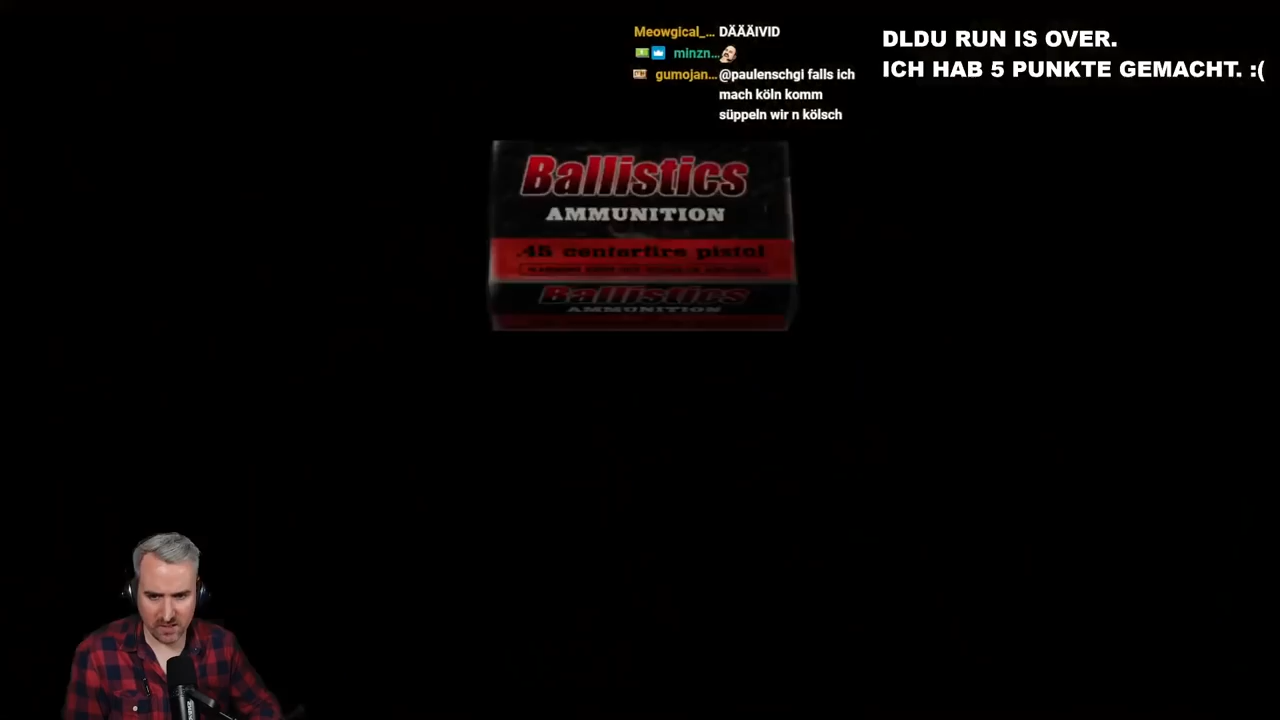 Meowgical_... DÄÄÄIVID
minzn...
gumojan... @paulenschgi falls ich
mach köln komm
süppeln wir n kölsch
DLDU RUN IS OVER.
ICH HAB 5 PUNKTE GEMACHT. :(
Ballistics
AMMUNITION
.45 centerfire pistol
Ballistics
AMMUNITION